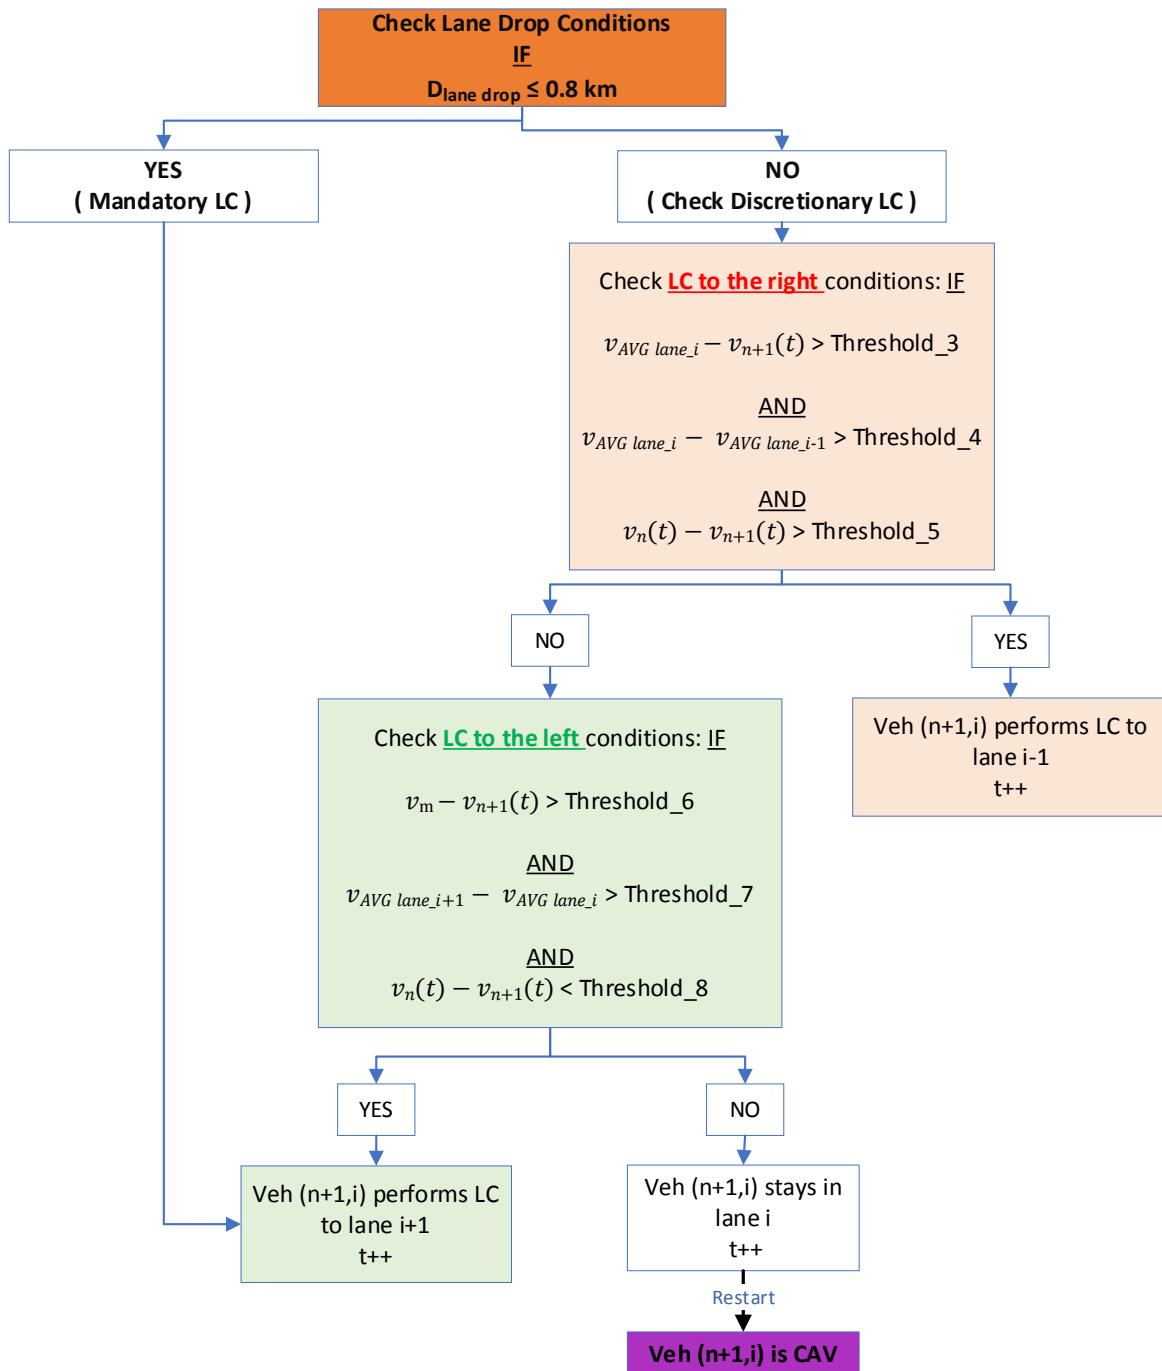 Check Lane Drop Conditions
IF
D_lane drop ≤ 0.8 km
YES
( Mandatory LC )
NO
( Check Discretionary LC )
Check LC to the right conditions: IF
v_AVG lane_i − v_n+1(t) > Threshold_3
AND
v_AVG lane_i − v_AVG lane_i-1 > Threshold_4
AND
v_n(t) − v_n+1(t) > Threshold_5
NO
YES
Veh (n+1,i) performs LC to
lane i-1
t++
Check LC to the left conditions: IF
v_m − v_n+1(t) > Threshold_6
AND
v_AVG lane_i+1 − v_AVG lane_i > Threshold_7
AND
v_n(t) − v_n+1(t) < Threshold_8
YES
NO
Veh (n+1,i) performs LC
to lane i+1
t++
Veh (n+1,i) stays in
lane i
t++
Restart
Veh (n+1,i) is CAV